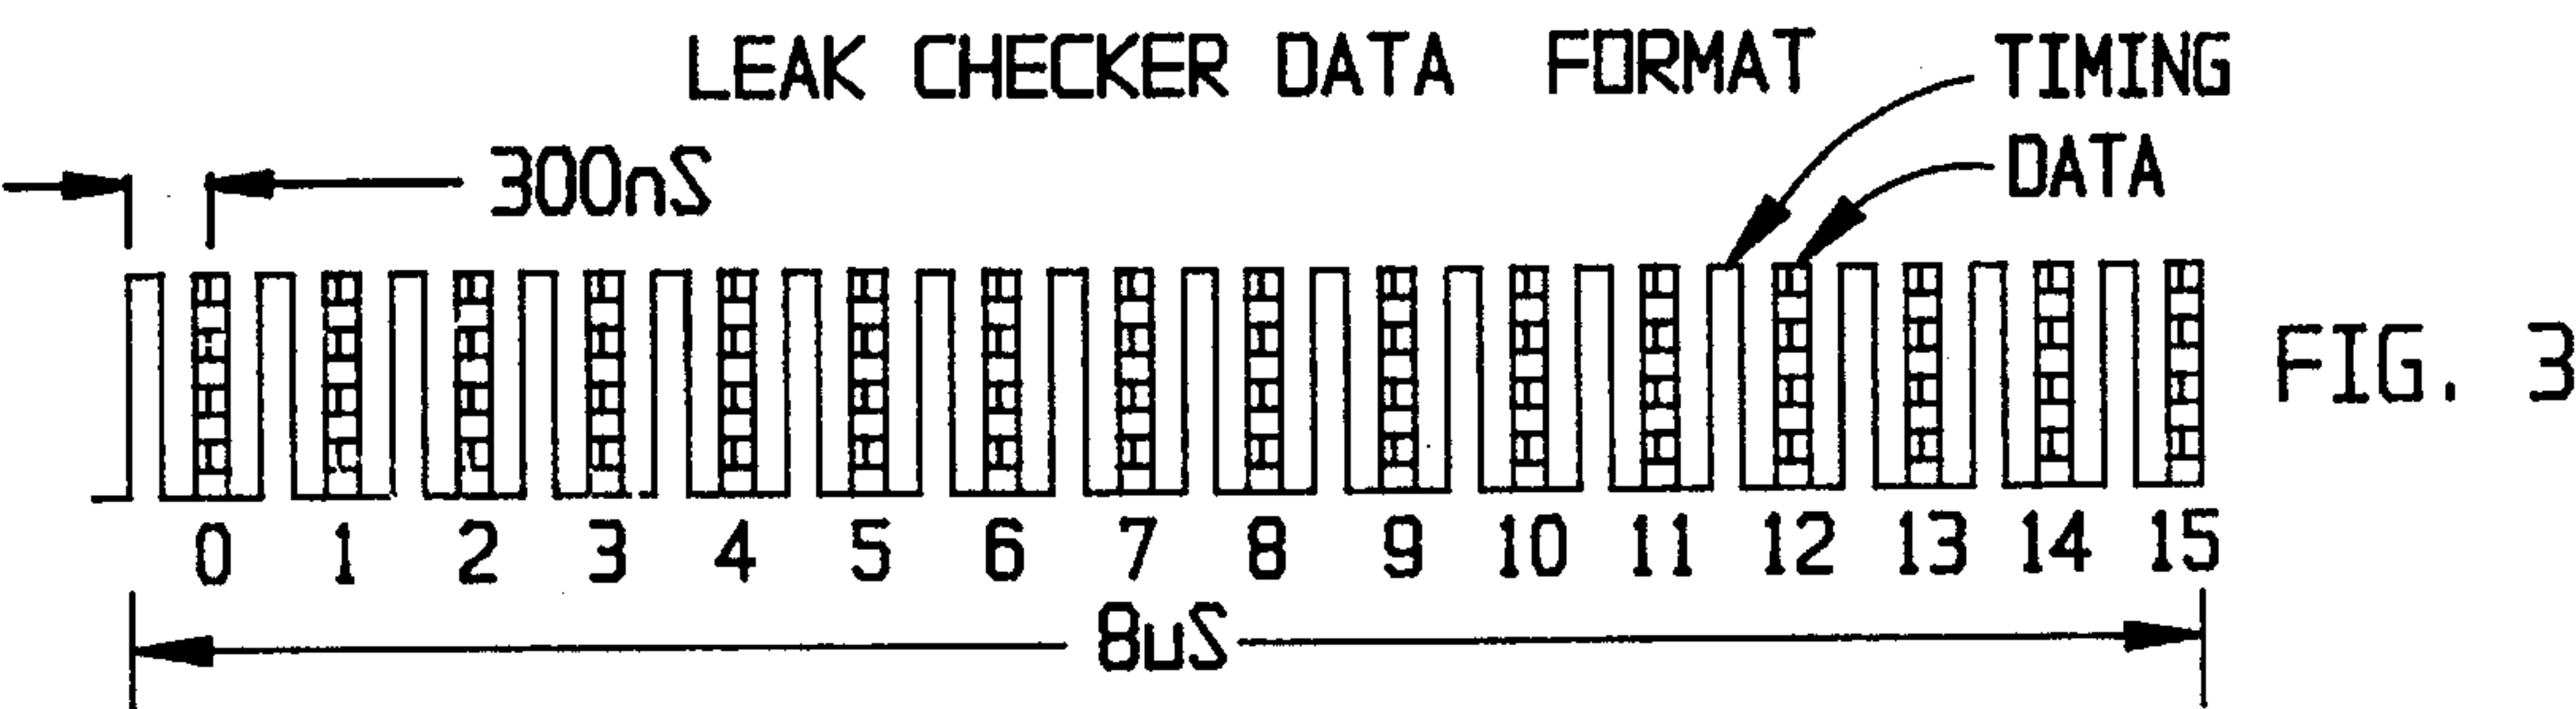 LEAK CHECKER DATA FORMAT
TIMING
DATA
300nS
FIG. 3
0 1 2 3 4 5 6 7 8 9 10 11 12 13 14 15
8uS